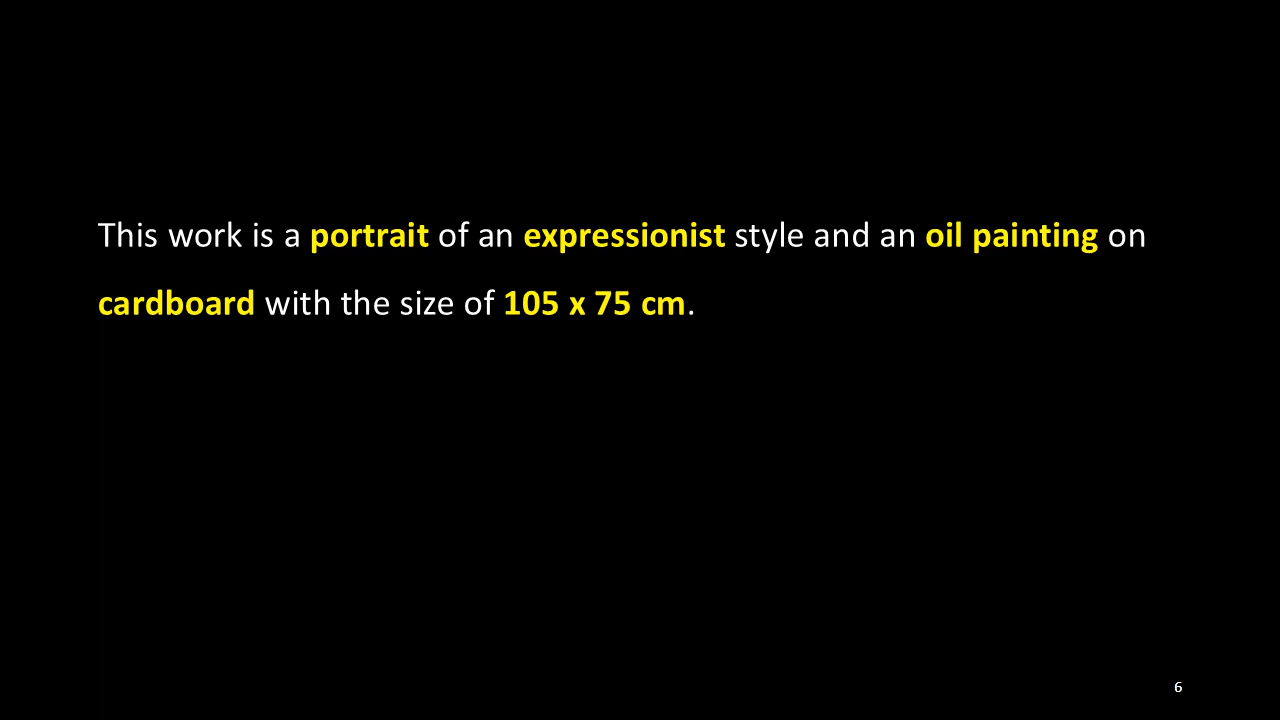 This work is a portrait of an expressionist style and an oil painting on
cardboard with the size of 105 x 75 cm.
6